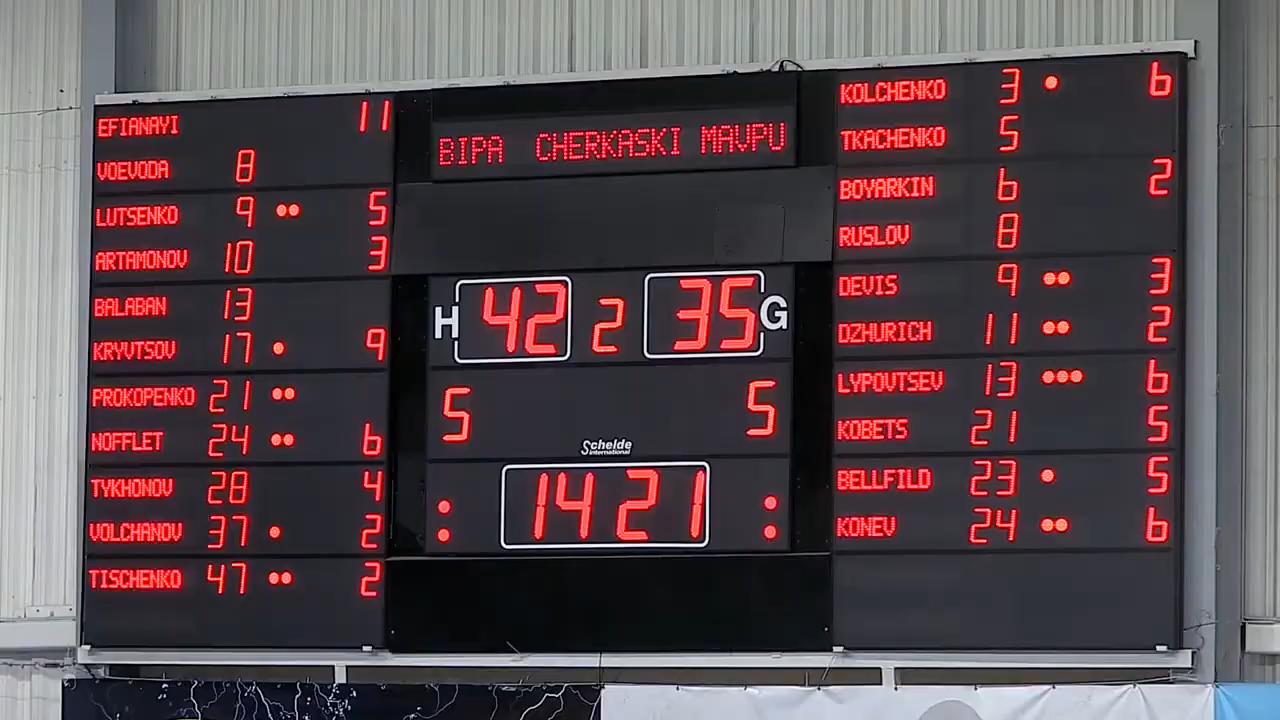 EFIANAYI 11
VOEVODA 8
LUTSENKO 9 5
ARTAMONOV 10 3
BALABAN 13
KRYVTSOV 17 9
PROKOPENKO 21
NOFFLET 24 6
TYKHONOV 28 4
VOLCHANOV 37 2
TISCHENKO 47 2
BIPA CHERKASKI MAVPU
H 42 2 35 G
5 5
Schelde
international
: 14 21 :
KOLCHENKO 3 6
TKACHENKO 5
BOYARKIN 6 2
RUSLOV 8
DEVIS 9 3
DZHURICH 11 2
LYPOVTSEV 13 6
KOBETS 21 5
BELLFILD 23 5
KONEV 24 6